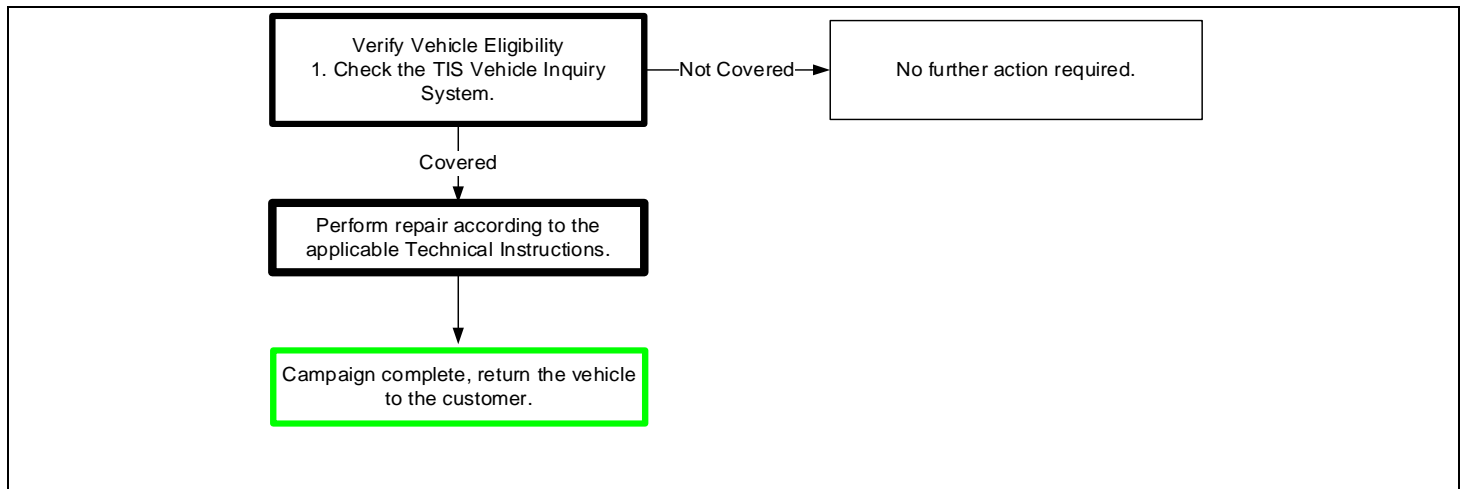 Verify Vehicle Eligibility
1. Check the TIS Vehicle Inquiry
System.
Not Covered
No further action required.
Covered
Perform repair according to the
applicable Technical Instructions.
Campaign complete, return the vehicle
to the customer.